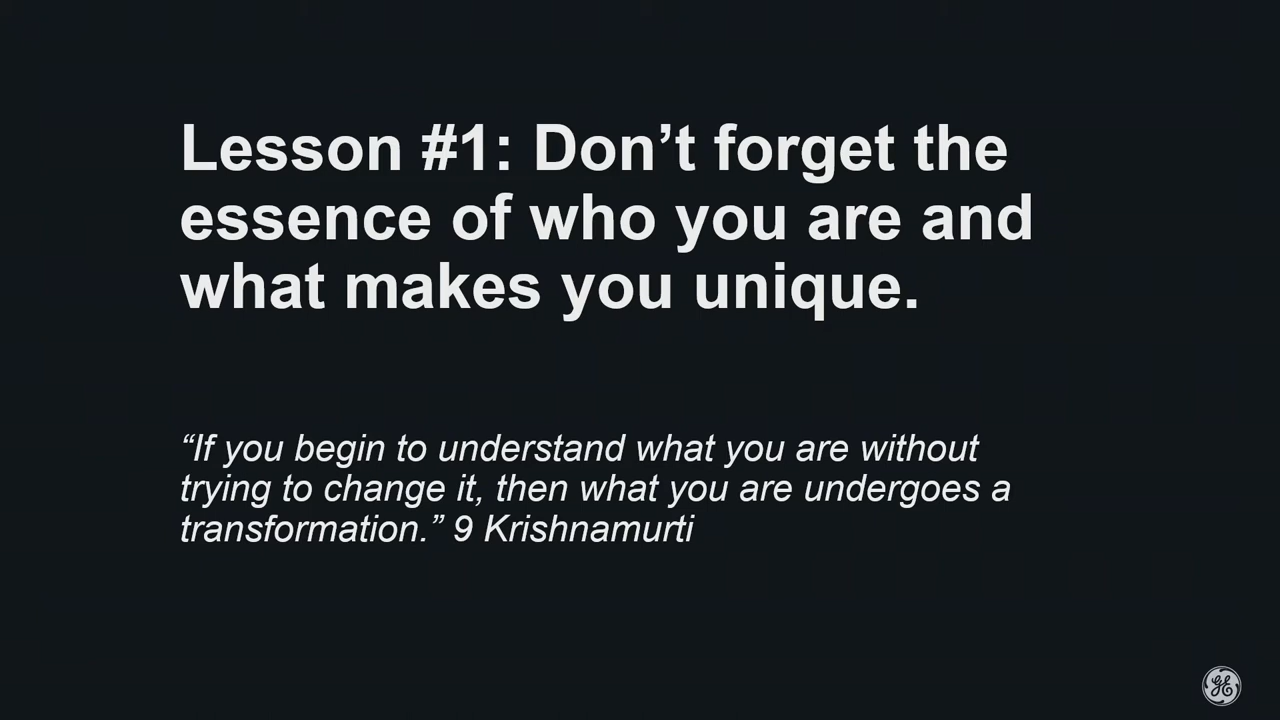 Lesson #1: Don’t forget the
essence of who you are and
what makes you unique.
“If you begin to understand what you are without
trying to change it, then what you are undergoes a
transformation.” 9 Krishnamurti
GE